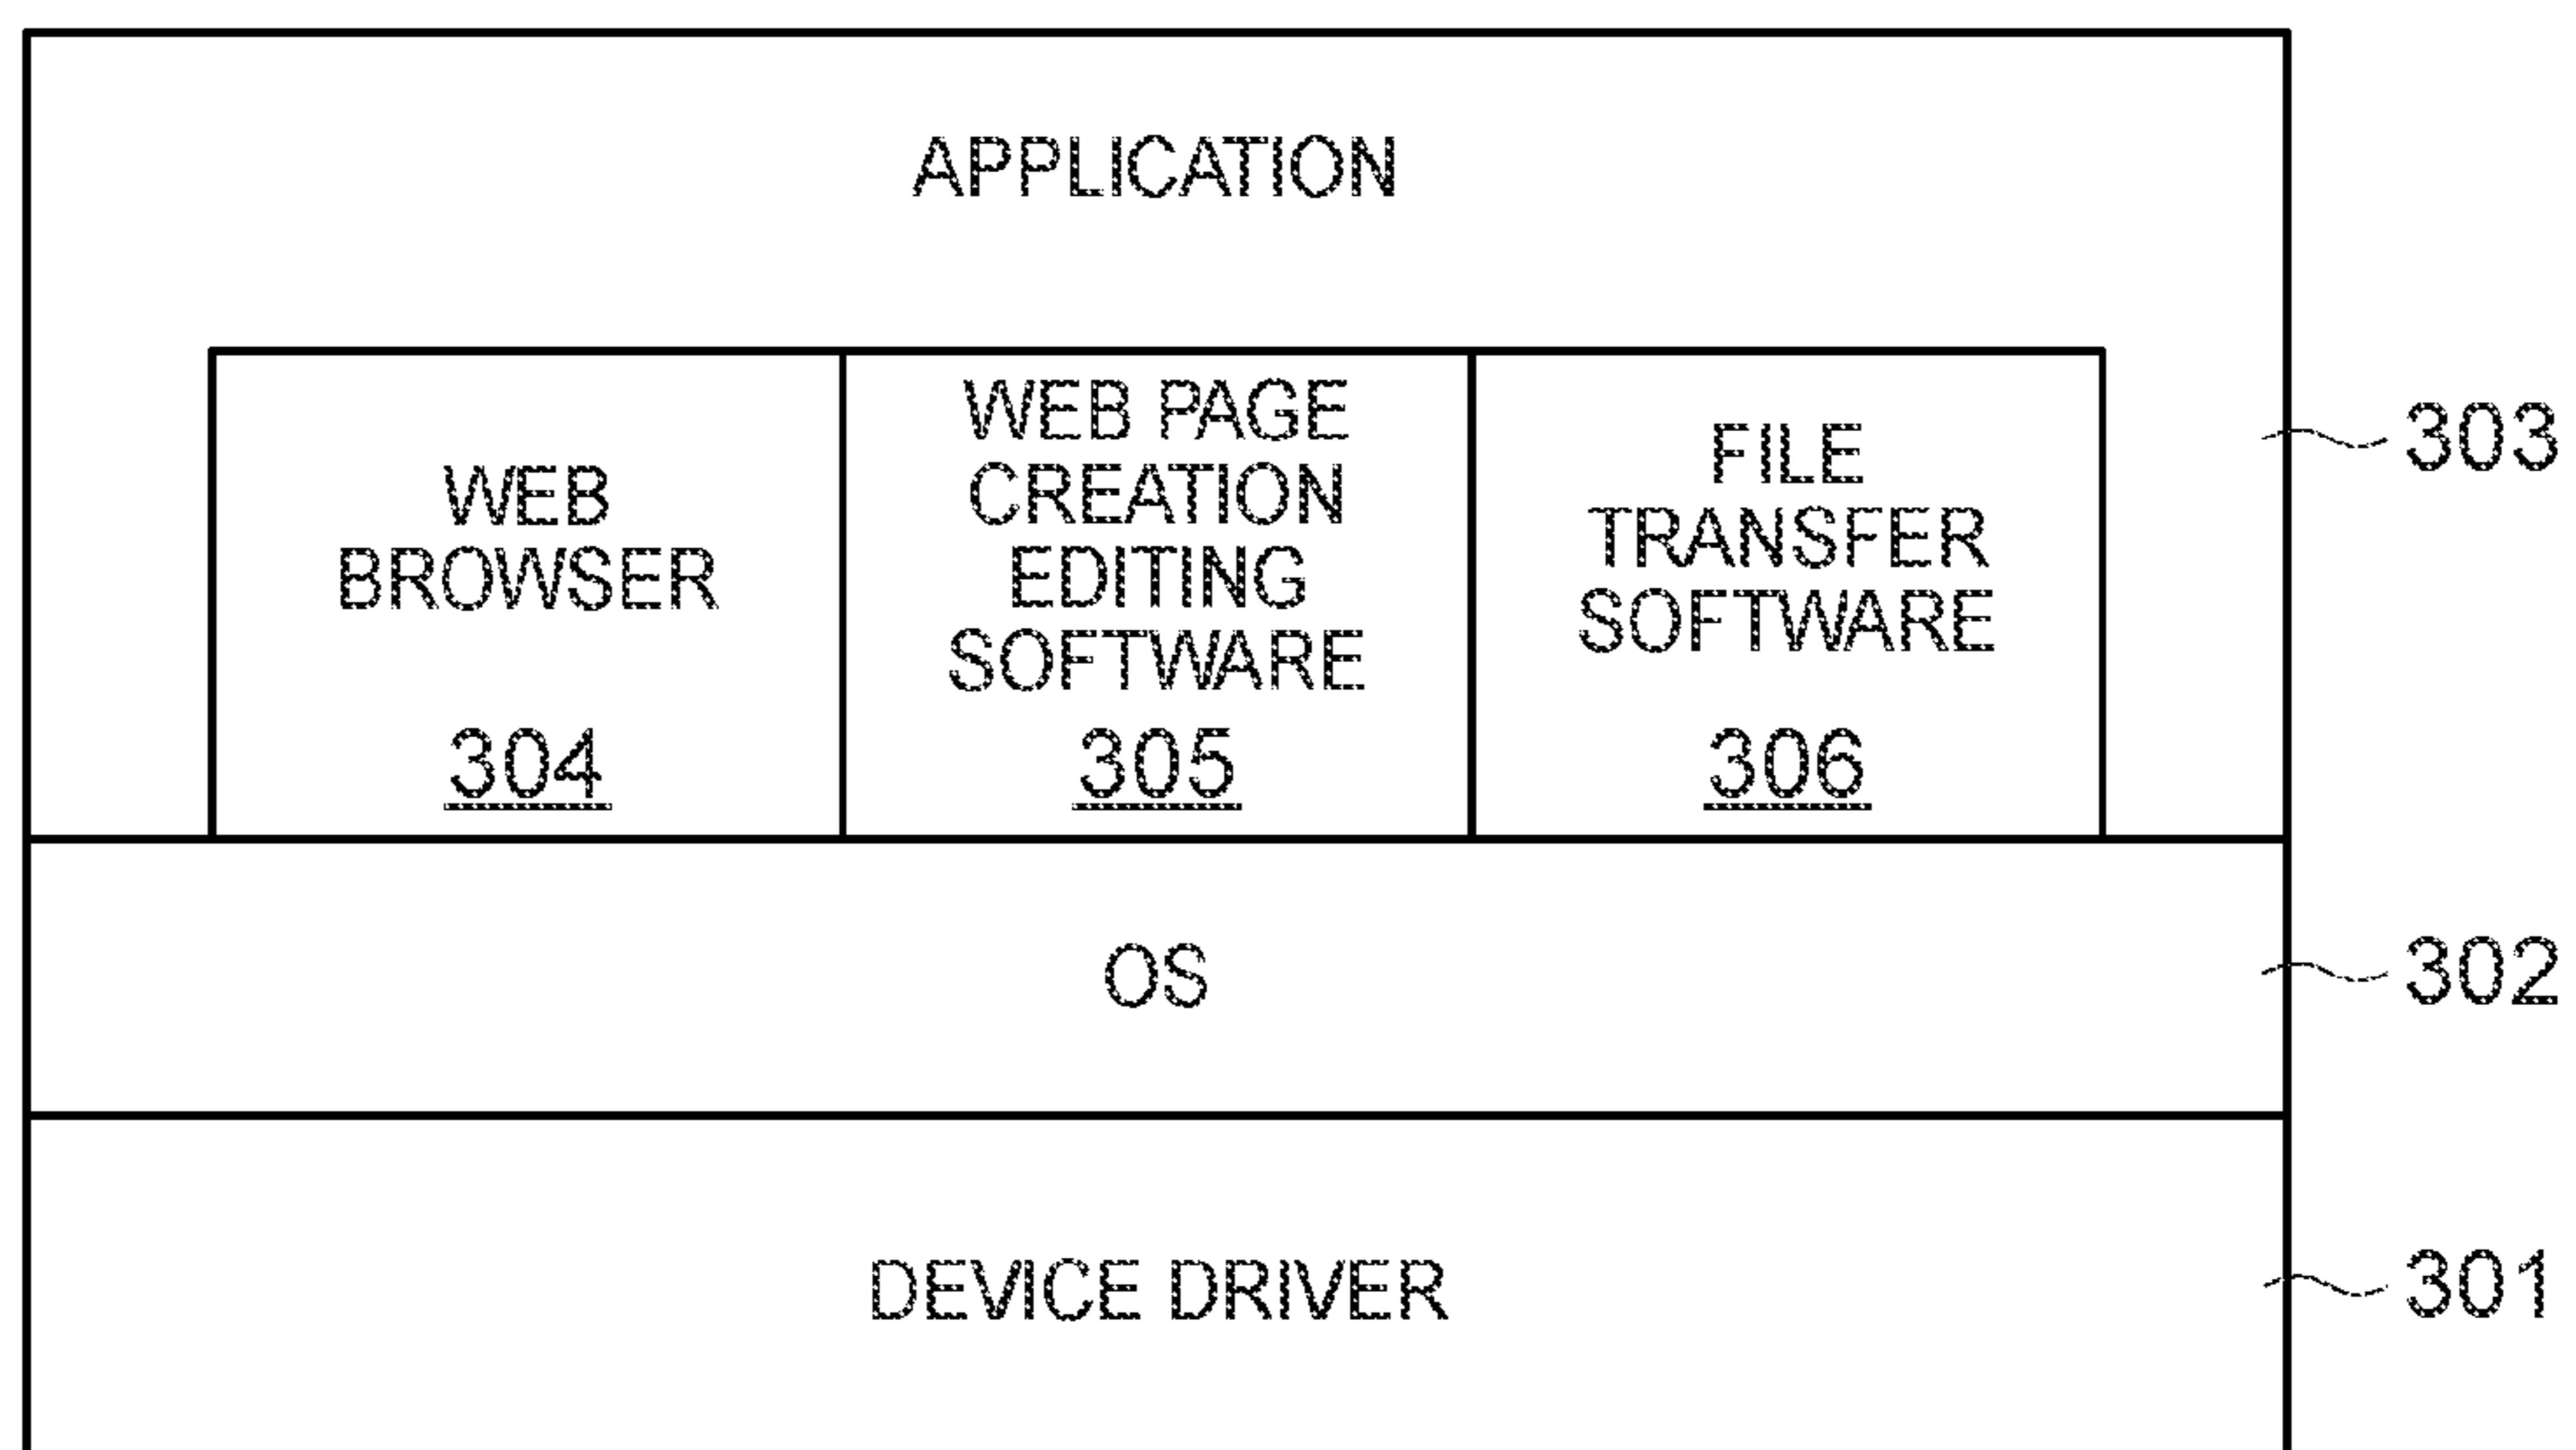 APPLICATION
WEB
BROWSER
304
WEB PAGE
CREATION
EDITING
SOFTWARE
305
FILE
TRANSFER
SOFTWARE
306
303
OS
302
DEVICE DRIVER
301